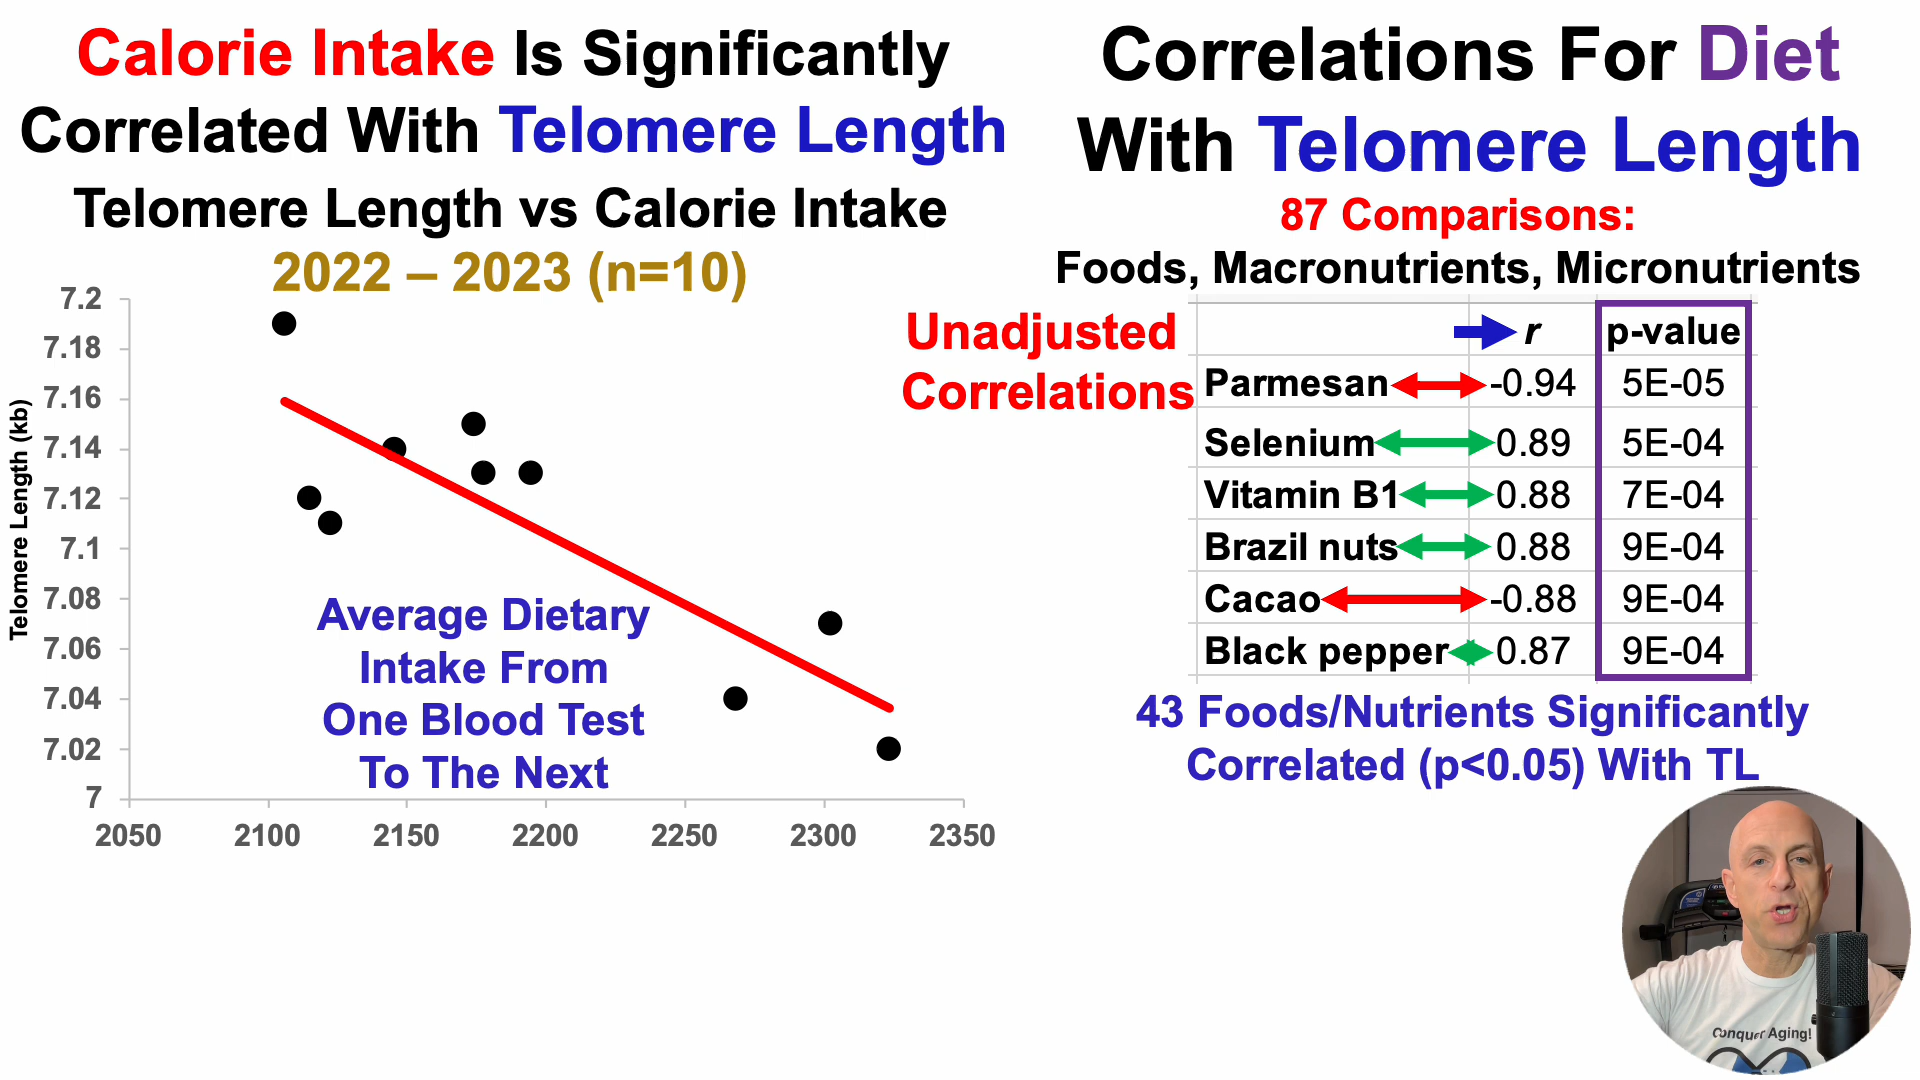 Calorie Intake Is Significantly
Correlated With Telomere Length
Telomere Length vs Calorie Intake
2022 – 2023 (n=10)
Telomere Length (kb)
7.2
7.18
7.16
7.14
7.12
7.1
7.08
7.06
7.04
7.02
7
2050 2100 2150 2200 2250 2300 2350
Average Dietary
Intake From
One Blood Test
To The Next
Correlations For Diet
With Telomere Length
87 Comparisons:
Foods, Macronutrients, Micronutrients
Unadjusted
Correlations
r p-value
Parmesan -0.94 5E-05
Selenium 0.89 5E-04
Vitamin B1 0.88 7E-04
Brazil nuts 0.88 9E-04
Cacao -0.88 9E-04
Black pepper 0.87 9E-04
43 Foods/Nutrients Significantly
Correlated (p<0.05) With TL
Conquer Aging!